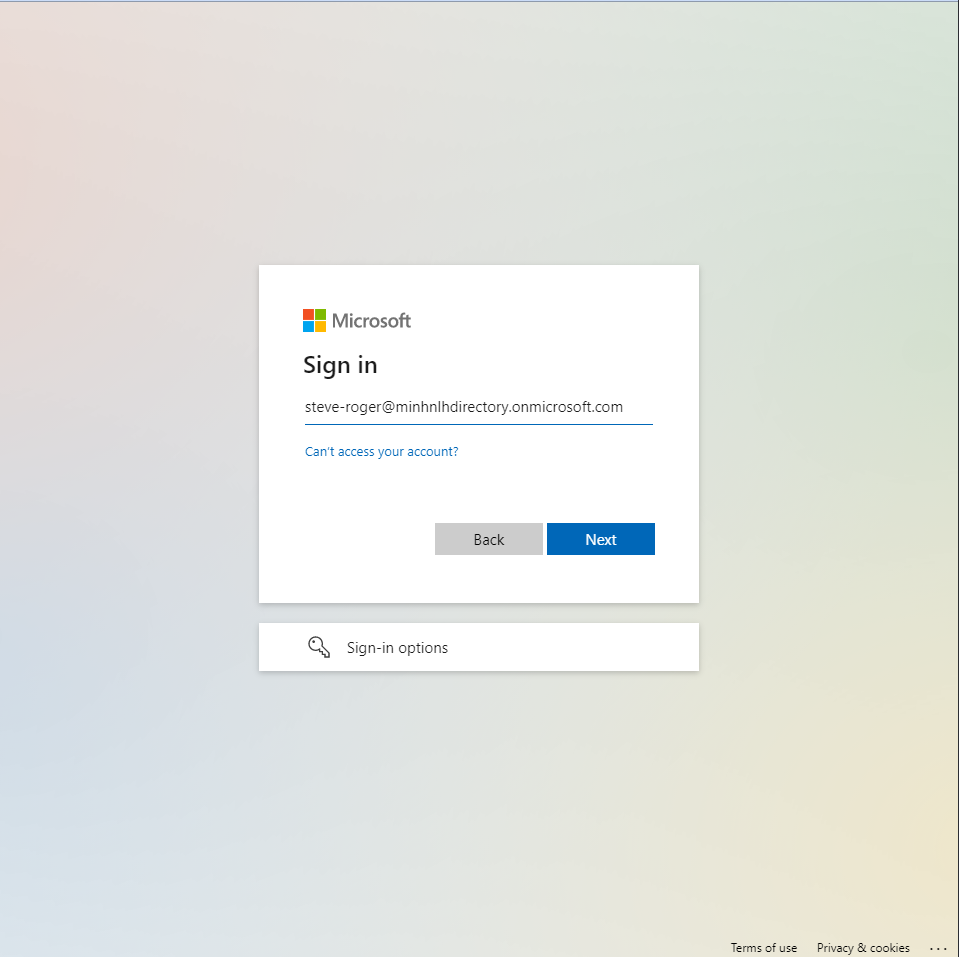 Microsoft
Sign in
steve-roger@minhnlhdirectory.onmicrosoft.com
Can't access your account?
Back Next
Sign-in options
Terms of use Privacy & cookies ...